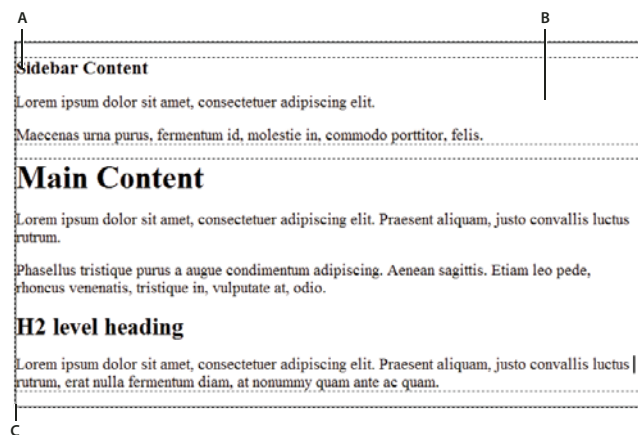 A
B
Sidebar Content
Lorem ipsum dolor sit amet, consectetuer adipiscing elit.
Maecenas urna purus, fermentum id, molestie in, commodo porttitor, felis.
Main Content
Lorem ipsum dolor sit amet, consectetuer adipiscing elit. Praesent aliquam, justo convallis luctus
rutrum.
Phasellus tristique purus a augue condimentum adipiscing. Aenean sagittis. Etiam leo pede,
rhoncus venenatis, tristique in, vulputate at, odio.
H2 level heading
Lorem ipsum dolor sit amet, consectetuer adipiscing elit. Praesent aliquam, justo convallis luctus
rutrum, erat nulla fermentum diam, at nonummy quam ante ac quam.
C